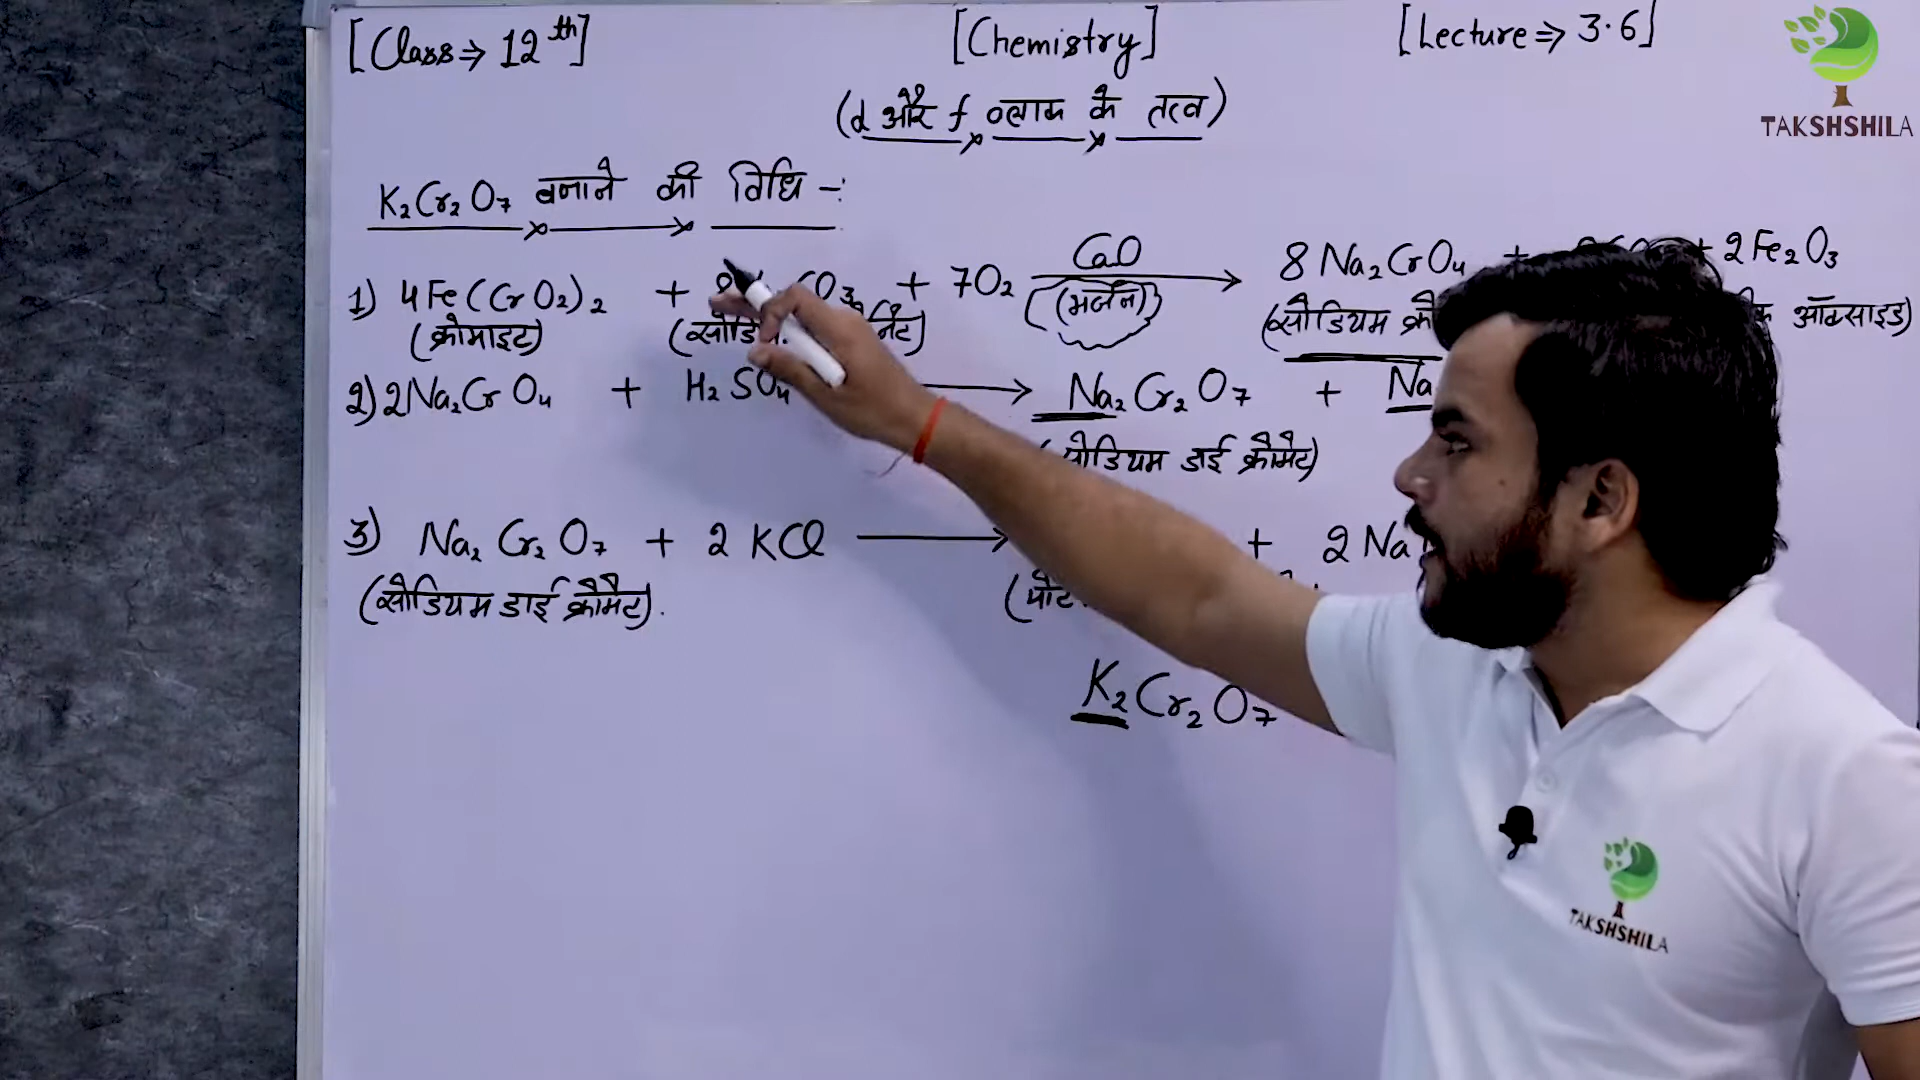 [Class ⇒ 12th] [Chemistry] [Lecture ⇒ 3.6]
TAKSHSHILA
(d और f ब्लाक के तत्व)
K₂Cr₂O₇ बनाने की विधि -:
1) 4Fe(CrO₂)₂ + CO₃ + 7O₂ CaO 8Na₂CrO₄ + + 2Fe₂O₃
(क्रोमाइट) (भर्जन) (सोडियम ऑक्साइड)
2) 2Na₂CrO₄ + H₂SO₄ → Na₂Cr₂O₇ + Na
(सोडियम डाई क्रोमेट)
3) Na₂Cr₂O₇ + 2KCl → + 2Na
(सोडियम डाई क्रोमेट).
K₂Cr₂O₇
TAKSHSHILA